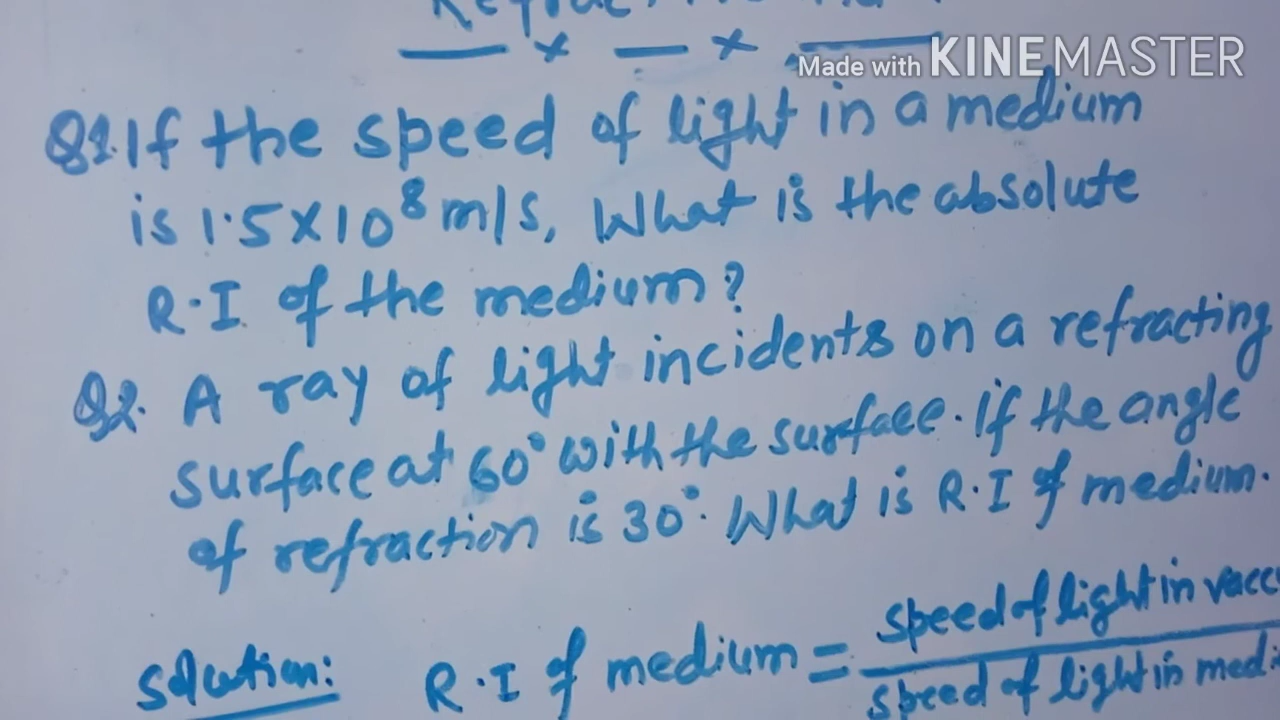 Made with KINEMASTER
Q1. If the speed of light in a medium
is 1.5×10⁸ m/s, What is the absolute
R.I of the medium?
Q2. A ray of light incidents on a refracting
surface at 60° with the surface. If the angle
of refraction is 30°. What is R.I of medium.
speed of light in
Solution: R.I of medium =
speed of light in